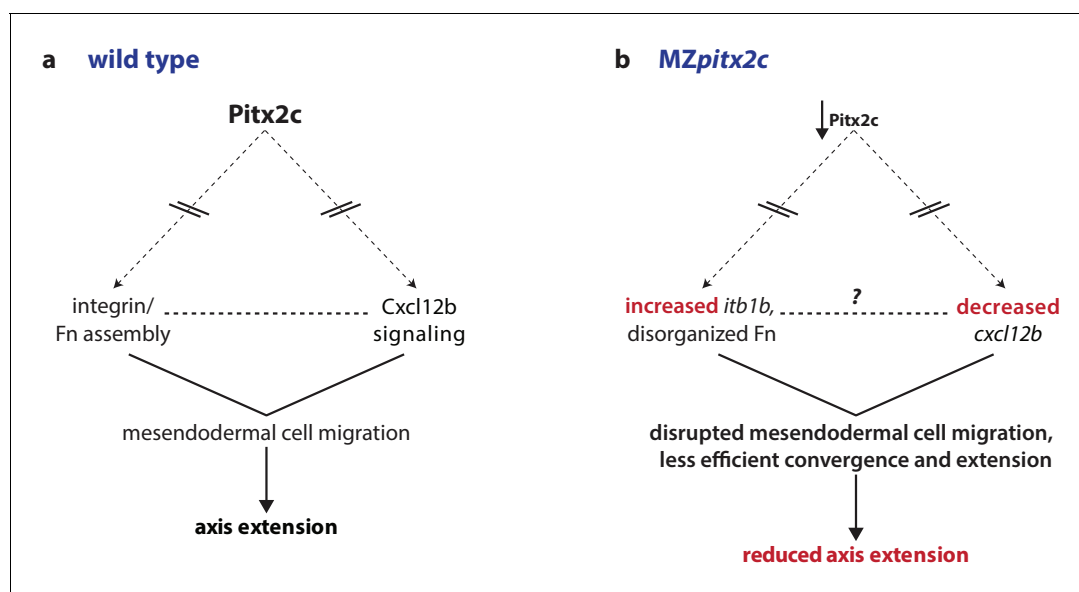 a wild type
Pitx2c
integrin/
Fn assembly
Cxcl12b
signaling
mesendodermal cell migration
axis extension
b MZpitx2c
Pitx2c
increased itb1b,
disorganized Fn
?
decreased
cxcl12b
disrupted mesendodermal cell migration,
less efficient convergence and extension
reduced axis extension